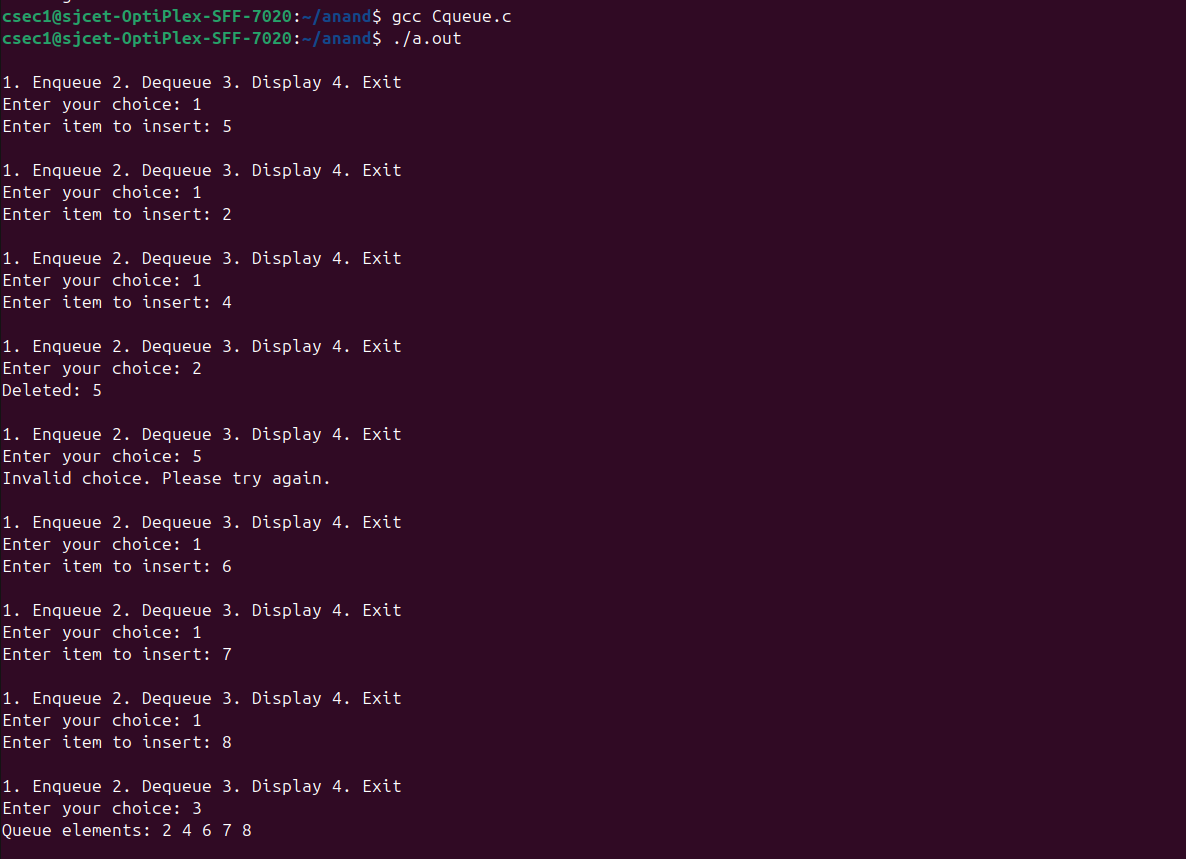 csec1@sjcet-OptiPlex-SFF-7020:~/anand$ gcc Cqueue.c
csec1@sjcet-OptiPlex-SFF-7020:~/anand$ ./a.out
1. Enqueue 2. Dequeue 3. Display 4. Exit
Enter your choice: 1
Enter item to insert: 5
1. Enqueue 2. Dequeue 3. Display 4. Exit
Enter your choice: 1
Enter item to insert: 2
1. Enqueue 2. Dequeue 3. Display 4. Exit
Enter your choice: 1
Enter item to insert: 4
1. Enqueue 2. Dequeue 3. Display 4. Exit
Enter your choice: 2
Deleted: 5
1. Enqueue 2. Dequeue 3. Display 4. Exit
Enter your choice: 5
Invalid choice. Please try again.
1. Enqueue 2. Dequeue 3. Display 4. Exit
Enter your choice: 1
Enter item to insert: 6
1. Enqueue 2. Dequeue 3. Display 4. Exit
Enter your choice: 1
Enter item to insert: 7
1. Enqueue 2. Dequeue 3. Display 4. Exit
Enter your choice: 1
Enter item to insert: 8
1. Enqueue 2. Dequeue 3. Display 4. Exit
Enter your choice: 3
Queue elements: 2 4 6 7 8